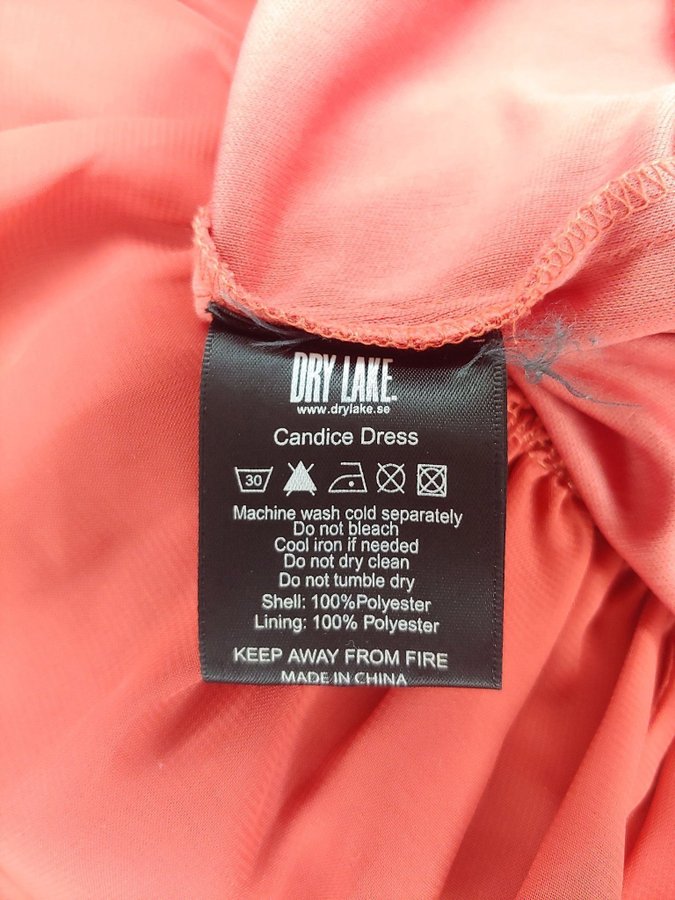 DRY LAKE.
www.drylake.se
Candice Dress
30
Machine wash cold separately
Do not bleach
Cool iron if needed
Do not dry clean
Do not tumble dry
Shell: 100%Polyester
Lining: 100% Polyester
KEEP AWAY FROM FIRE
MADE IN CHINA